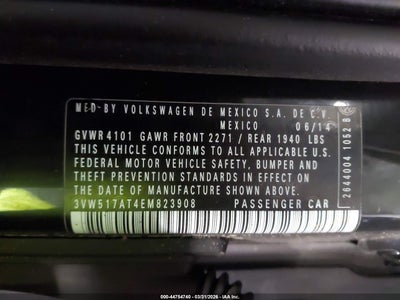 MFD-BY VOLKSWAGEN DE MEXICO S.A. DE C.V.
MEXICO 06/14
GVWR 4101 GAWR FRONT 2271 / REAR 1940 LBS
THIS VEHICLE CONFORMS TO ALL APPLICABLE U.S.
FEDERAL MOTOR VEHICLE SAFETY, BUMPER AND
THEFT PREVENTION STANDARDS IN EFFECT ON THE
DATE OF MANUFACTURE SHOWN ABOVE.
3VW517AT4EM823908 PASSENGER CAR
2644004 1052 B
000-44754740 - 03/31/2026 - IAAI